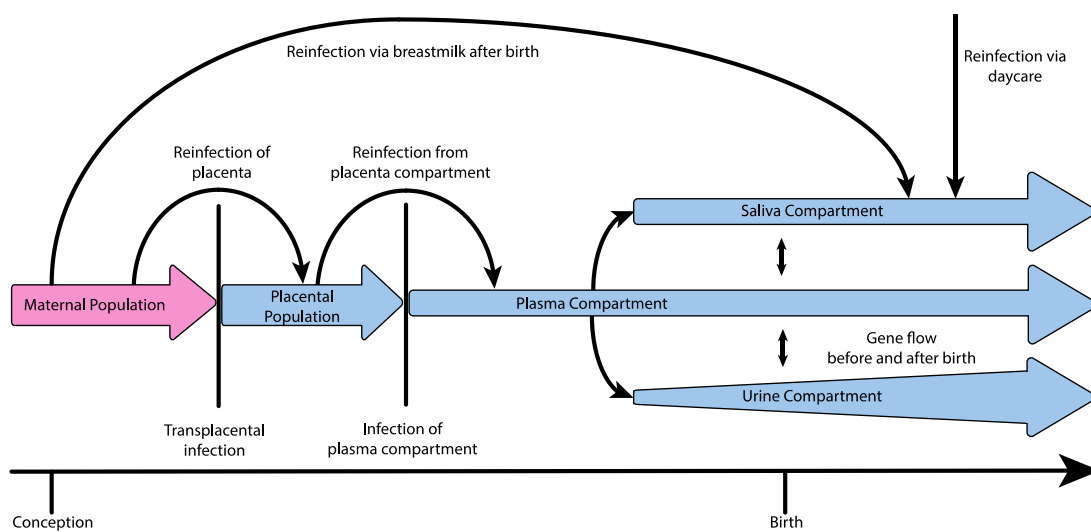 Reinfection via breastmilk after birth
Reinfection via
daycare
Reinfection of
placenta
Reinfection from
placenta compartment
Saliva Compartment
Maternal Population
Placental
Population
Plasma Compartment
Gene flow
before and after birth
Urine Compartment
Transplacental
infection
Infection of
plasma compartment
Conception
Birth